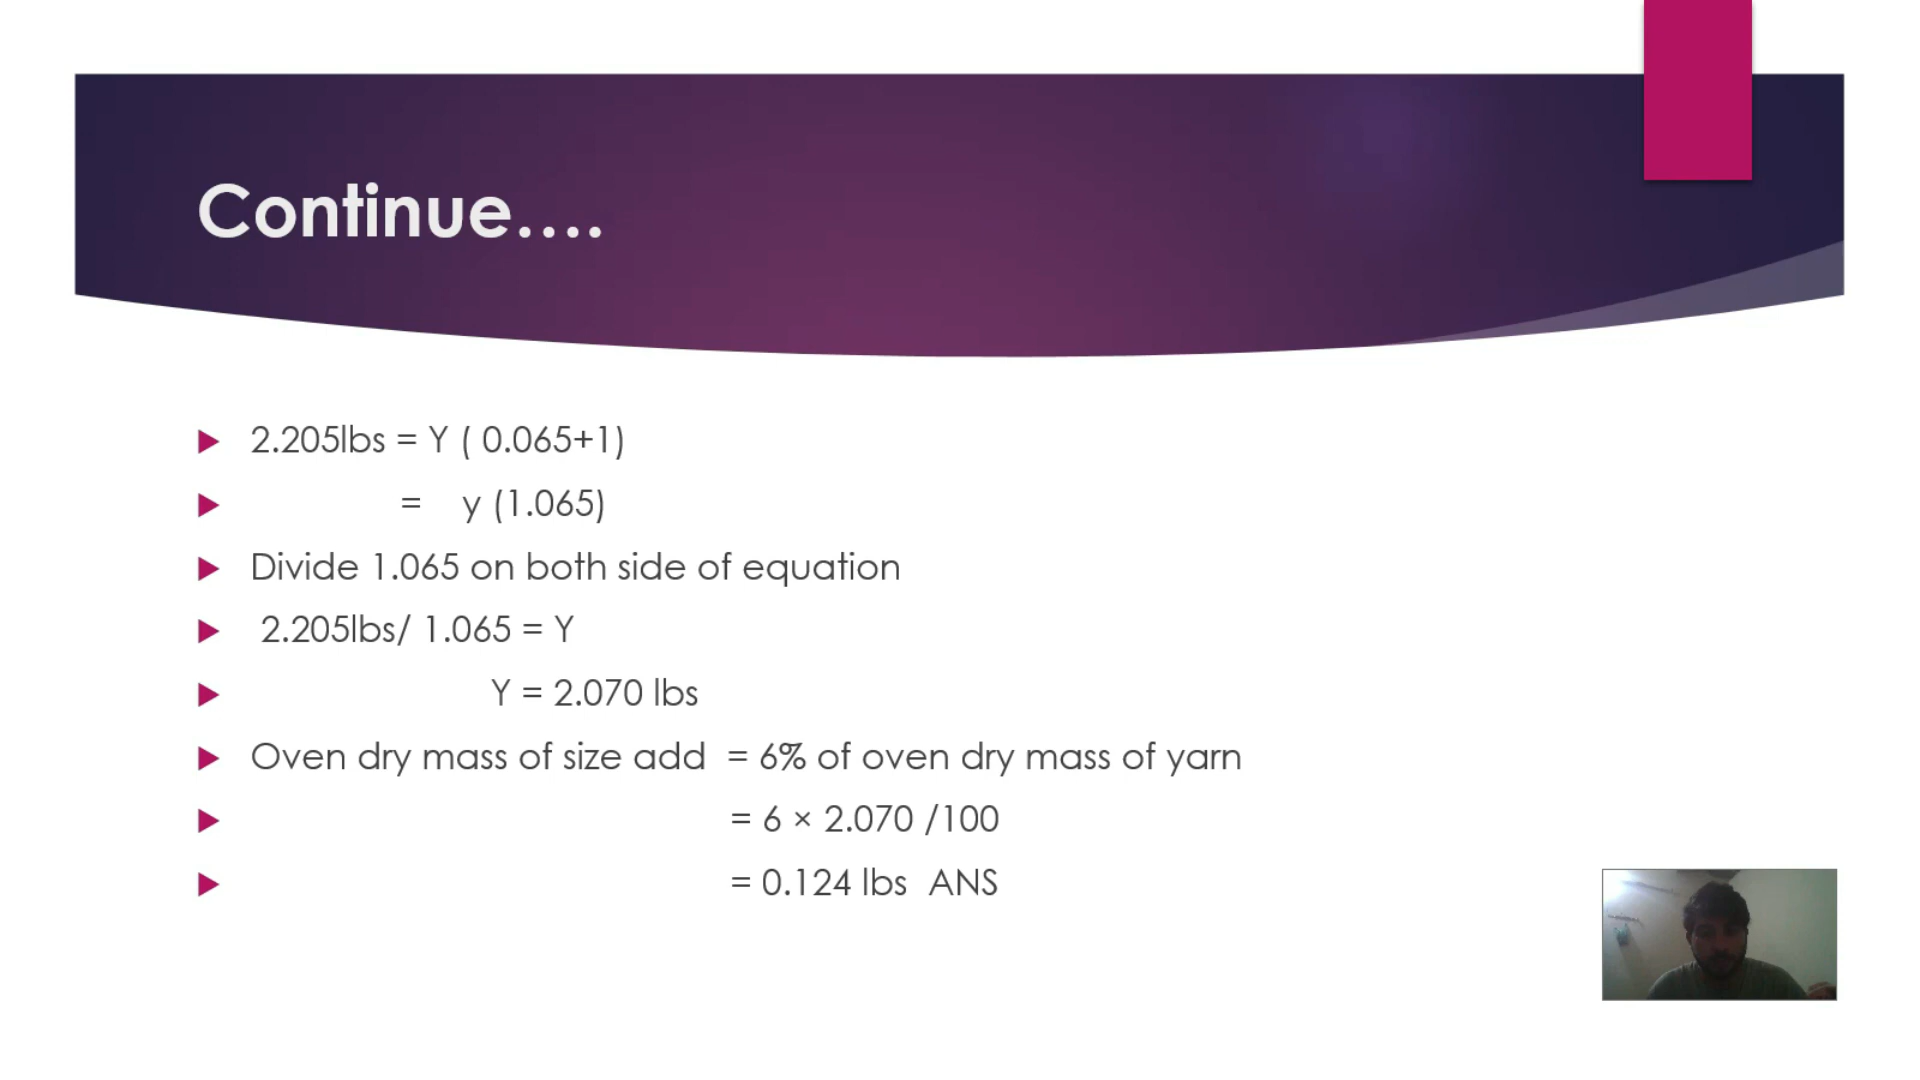 Continue....
2.205lbs = Y ( 0.065+1)
= y (1.065)
Divide 1.065 on both side of equation
2.205lbs/ 1.065 = Y
Y = 2.070 lbs
Oven dry mass of size add = 6% of oven dry mass of yarn
= 6 × 2.070 /100
= 0.124 lbs ANS